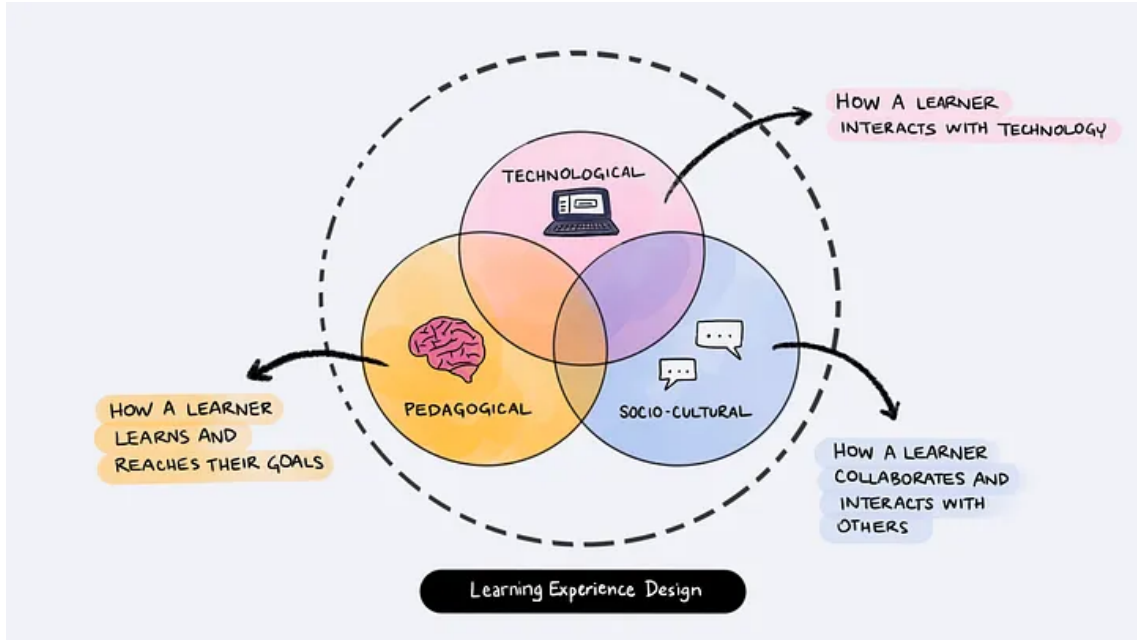 HOW A LEARNER
INTERACTS WITH TECHNOLOGY
TECHNOLOGICAL
PEDAGOGICAL
SOCIO-CULTURAL
HOW A LEARNER
LEARNS AND
REACHES THEIR GOALS
HOW A LEARNER
COLLABORATES AND
INTERACTS WITH
OTHERS
Learning Experience Design